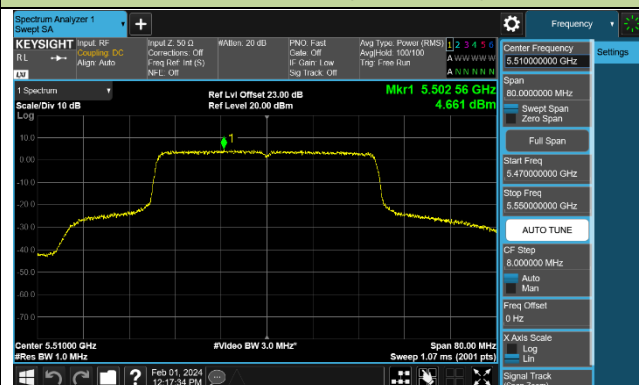 Spectrum Analyzer 1
Swept SA
+
Frequency
KEYSIGHT
RL
LXI
Input: RF
Coupling: DC
Align: Auto
Input Z: 50 Ω
Corrections: Off
Freq Ref: Int (S)
NFE: Off
#Atten: 20 dB
PNO: Fast
Gate: Off
IF Gain: Low
Sig Track: Off
Avg Type: Power (RMS)
Avg|Hold: 100/100
Trig: Free Run
1 2 3 4 5 6
A W W W W W
A N N N N N
1 Spectrum
Scale/Div 10 dB
Log
Ref Lvl Offset 23.00 dB
Ref Level 20.00 dBm
Mkr1 5.502 56 GHz
4.661 dBm
1
10.0
0.00
-10.0
-20.0
-30.0
-40.0
-50.0
-60.0
-70.0
Center 5.51000 GHz
#Res BW 1.0 MHz
#Video BW 3.0 MHz*
Span 80.00 MHz
Sweep 1.07 ms (2001 pts)
?
Feb 01, 2024
12:17:34 PM
Center Frequency
5.510000000 GHz
Span
80.0000000 MHz
Swept Span
Zero Span
Full Span
Start Freq
5.470000000 GHz
Stop Freq
5.550000000 GHz
AUTO TUNE
CF Step
8.000000 MHz
Auto
Man
Freq Offset
0 Hz
X Axis Scale
Log
Lin
Signal Track
(Span Zoom)
Settings